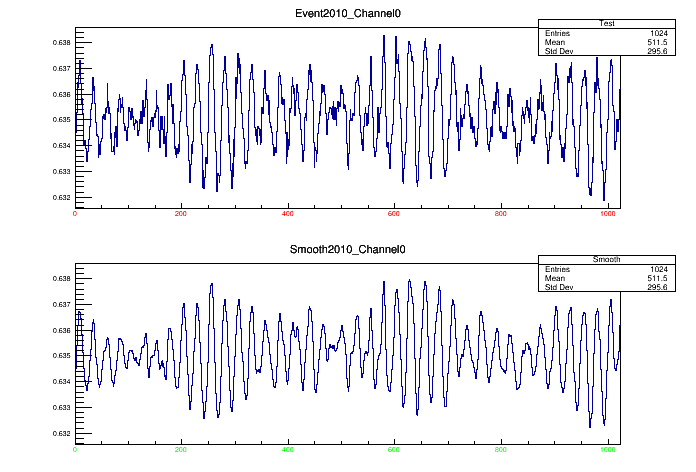 Event2010_Channel0
Test
Entries 1024
Mean 511.5
Std Dev 295.6
0.638
0.637
0.636
0.635
0.634
0.633
0.632
0 200 400 600 800 1000
Smooth2010_Channel0
Smooth
Entries 1024
Mean 511.5
Std Dev 295.6
0.638
0.637
0.636
0.635
0.634
0.633
0.632
0 200 400 600 800 1000